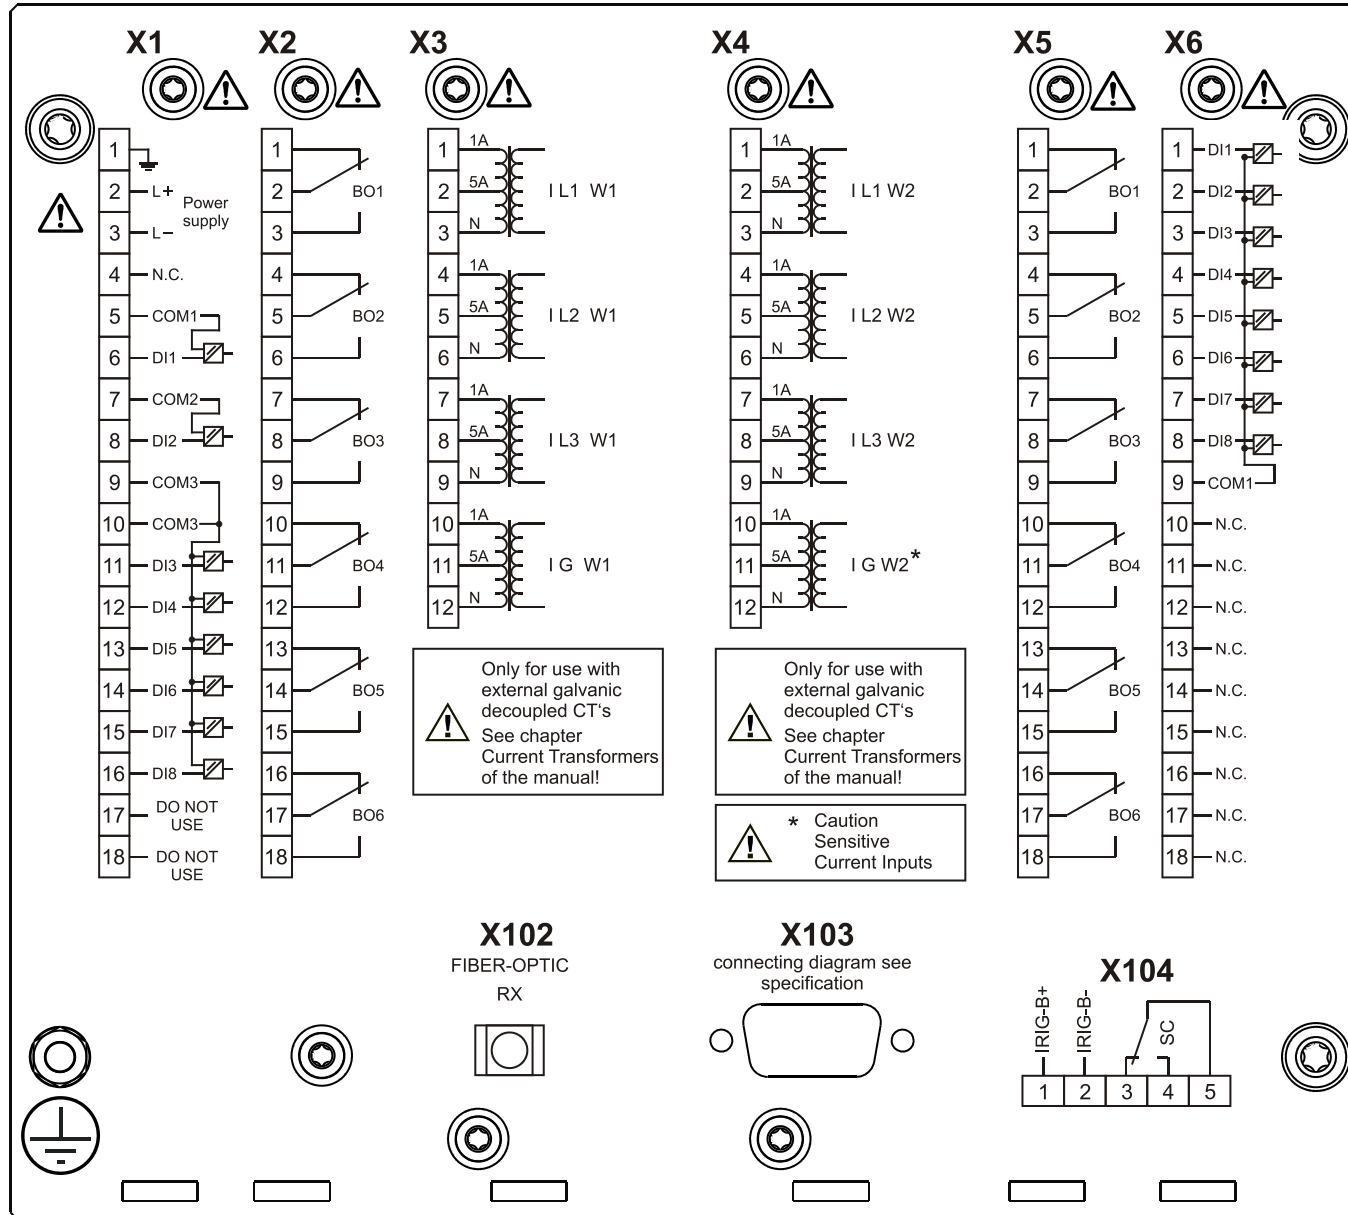 X1 X2 X3 X4 X5 X6
1
2 L+
Power
supply
3 L−
4 N.C.
5 COM1
6 DI1
7 COM2
8 DI2
9 COM3
10 COM3
11 DI3
12 DI4
13 DI5
14 DI6
15 DI7
16 DI8
17 DO NOT
USE
18 DO NOT
USE
1
2 BO1
3
4
5 BO2
6
7
8 BO3
9
10
11 BO4
12
13
14 BO5
15
16
17 BO6
18
1 1A
2 5A I L1 W1
3 N
4 1A
5 5A I L2 W1
6 N
7 1A
8 5A I L3 W1
9 N
10 1A
11 5A I G W1
12 N
Only for use with
external galvanic
decoupled CT‘s
See chapter
Current Transformers
of the manual!
1 1A
2 5A I L1 W2
3 N
4 1A
5 5A I L2 W2
6 N
7 1A
8 5A I L3 W2
9 N
10 1A
11 5A I G W2*
12 N
Only for use with
external galvanic
decoupled CT‘s
See chapter
Current Transformers
of the manual!
* Caution
Sensitive
Current Inputs
1
2 BO1
3
4
5 BO2
6
7
8 BO3
9
10
11 BO4
12
13
14 BO5
15
16
17 BO6
18
1 DI1
2 DI2
3 DI3
4 DI4
5 DI5
6 DI6
7 DI7
8 DI8
9 COM1
10 N.C.
11 N.C.
12 N.C.
13 N.C.
14 N.C.
15 N.C.
16 N.C.
17 N.C.
18 N.C.
X102
FIBER-OPTIC
RX
X103
connecting diagram see
specification
X104
IRIG-B+
IRIG-B-
SC
1 2 3 4 5